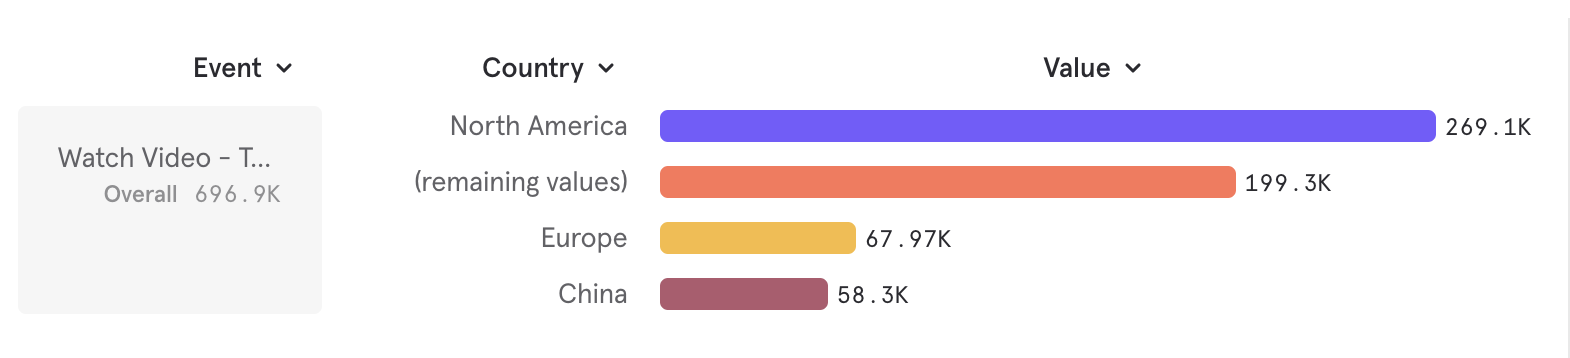 Event Country Value
Watch Video - T...
Overall 696.9K
North America 269.1K
(remaining values) 199.3K
Europe 67.97K
China 58.3K